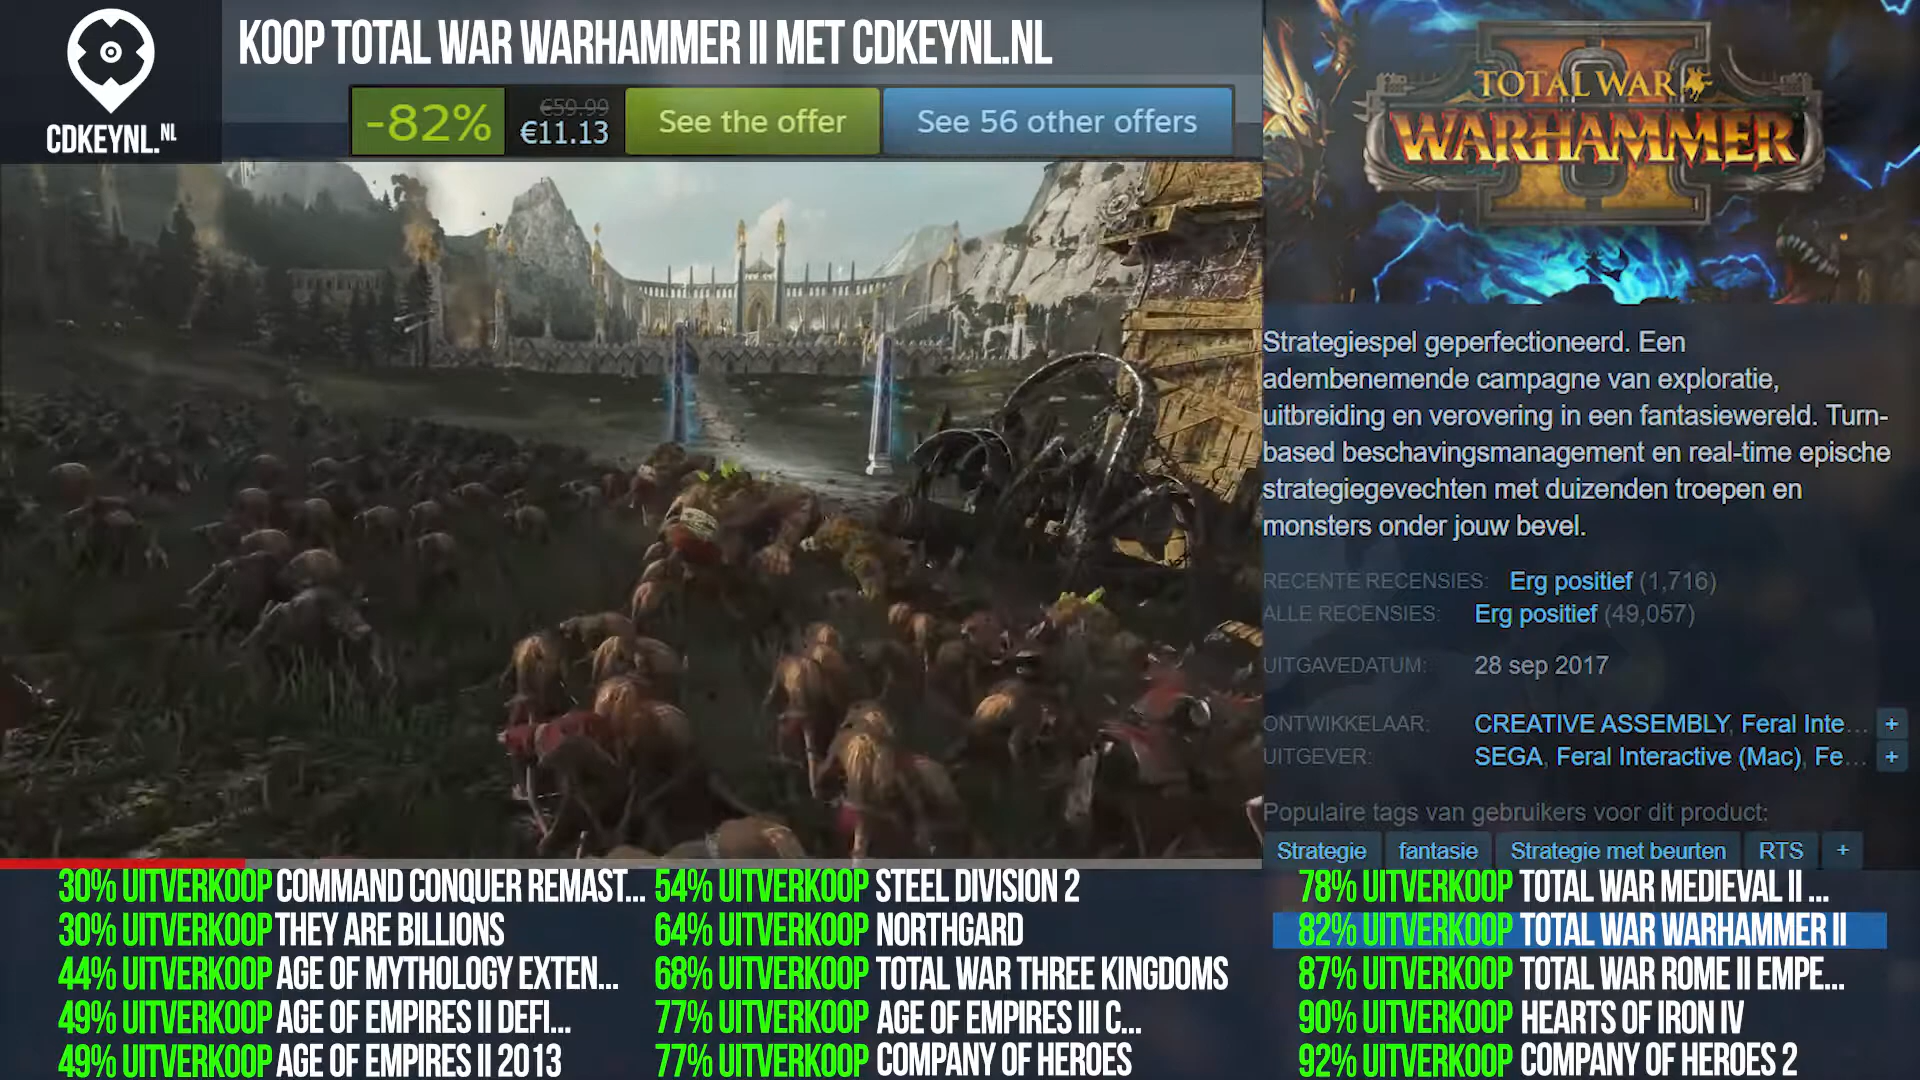 CDKEYNL.NL
KOOP TOTAL WAR WARHAMMER II MET CDKEYNL.NL
-82%
€59.99
€11.13
See the offer
See 56 other offers
TOTAL WAR
WARHAMMER
II
Strategiespel geperfectioneerd. Een
adembenemende campagne van exploratie,
uitbreiding en verovering in een fantasiewereld. Turn-
based beschavingsmanagement en real-time epische
strategiegevechten met duizenden troepen en
monsters onder jouw bevel.
RECENTE RECENSIES: Erg positief (1,716)
ALLE RECENSIES: Erg positief (49,057)
UITGAVEDATUM: 28 sep 2017
ONTWIKKELAAR: CREATIVE ASSEMBLY, Feral Inte... +
UITGEVER: SEGA, Feral Interactive (Mac), Fe... +
Populaire tags van gebruikers voor dit product:
Strategie fantasie Strategie met beurten RTS +
30% UITVERKOOP COMMAND CONQUER REMAST...
30% UITVERKOOP THEY ARE BILLIONS
44% UITVERKOOP AGE OF MYTHOLOGY EXTEN...
49% UITVERKOOP AGE OF EMPIRES II DEFI...
49% UITVERKOOP AGE OF EMPIRES II 2013
54% UITVERKOOP STEEL DIVISION 2
64% UITVERKOOP NORTHGARD
68% UITVERKOOP TOTAL WAR THREE KINGDOMS
77% UITVERKOOP AGE OF EMPIRES III C...
77% UITVERKOOP COMPANY OF HEROES
78% UITVERKOOP TOTAL WAR MEDIEVAL II ...
82% UITVERKOOP TOTAL WAR WARHAMMER II
87% UITVERKOOP TOTAL WAR ROME II EMPE...
90% UITVERKOOP HEARTS OF IRON IV
92% UITVERKOOP COMPANY OF HEROES 2